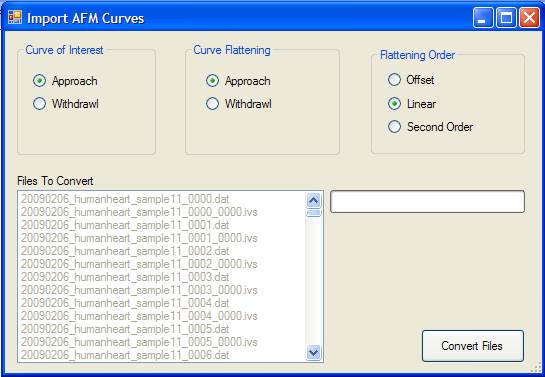 Import AFM Curves
Curve of Interest
Approach
Withdrawl
Curve Flattening
Approach
Withdrawl
Flattening Order
Offset
Linear
Second Order
Files To Convert
20090206_humanheart_sample11_0000.dat
20090206_humanheart_sample11_0000_0000.ivs
20090206_humanheart_sample11_0001.dat
20090206_humanheart_sample11_0001_0000.ivs
20090206_humanheart_sample11_0002.dat
20090206_humanheart_sample11_0002_0000.ivs
20090206_humanheart_sample11_0003.dat
20090206_humanheart_sample11_0003_0000.ivs
20090206_humanheart_sample11_0004.dat
20090206_humanheart_sample11_0004_0000.ivs
20090206_humanheart_sample11_0005.dat
20090206_humanheart_sample11_0005_0000.ivs
20090206_humanheart_sample11_0006.dat
Convert Files